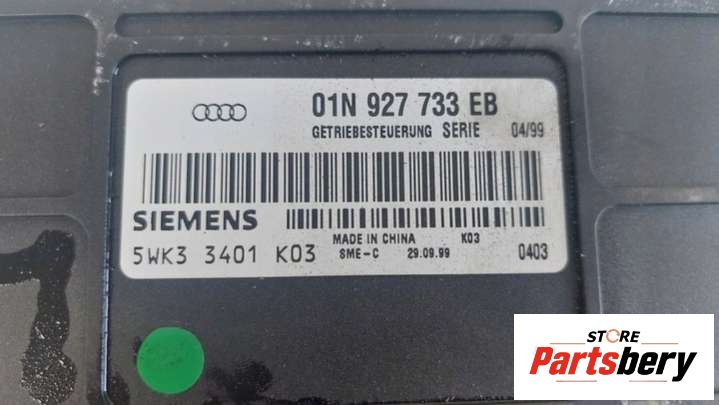 01N 927 733 EB
GETRIEBESTEUERUNG SERIE 04/99
SIEMENS
MADE IN CHINA K03
5WK3 3401 K03 SME-C 29.09.99 0403
STORE
Partsbery